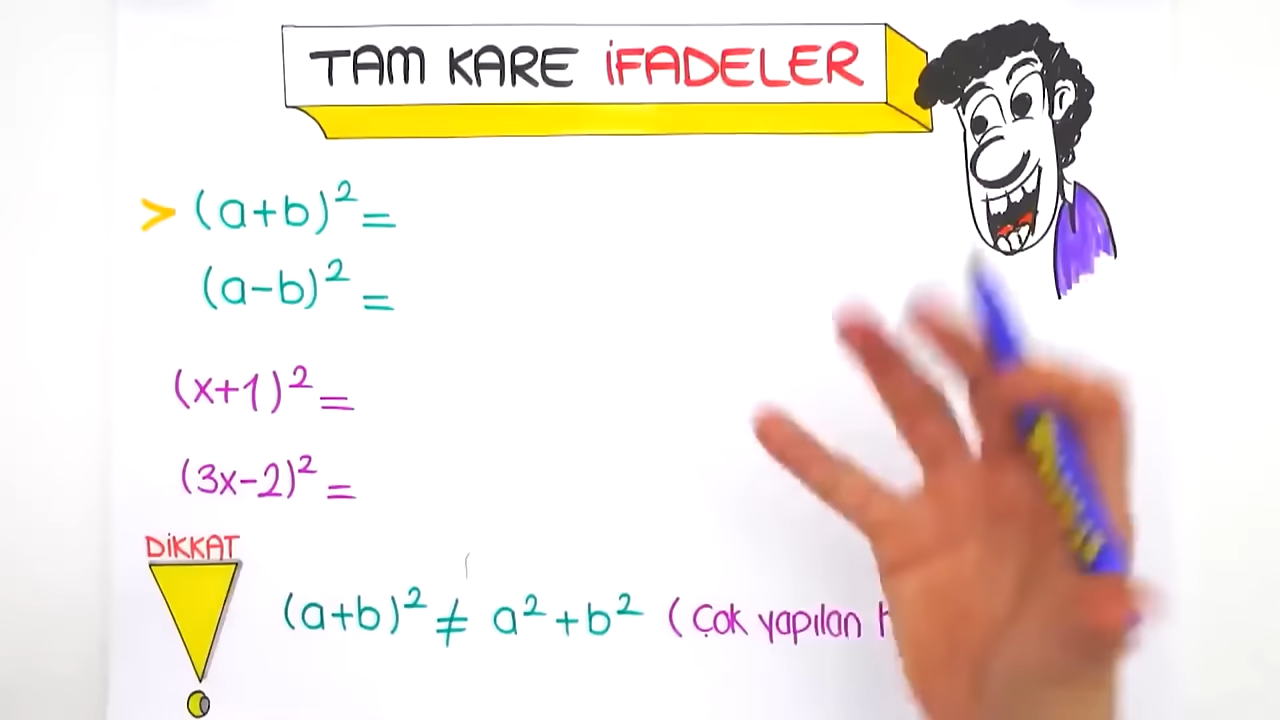 TAM KARE İFADELER
> (a+b)² =
(a-b)² =
(x+1)² =
(3x-2)² =
DİKKAT
(a+b)² ≠ a² + b² (Çok yapılan